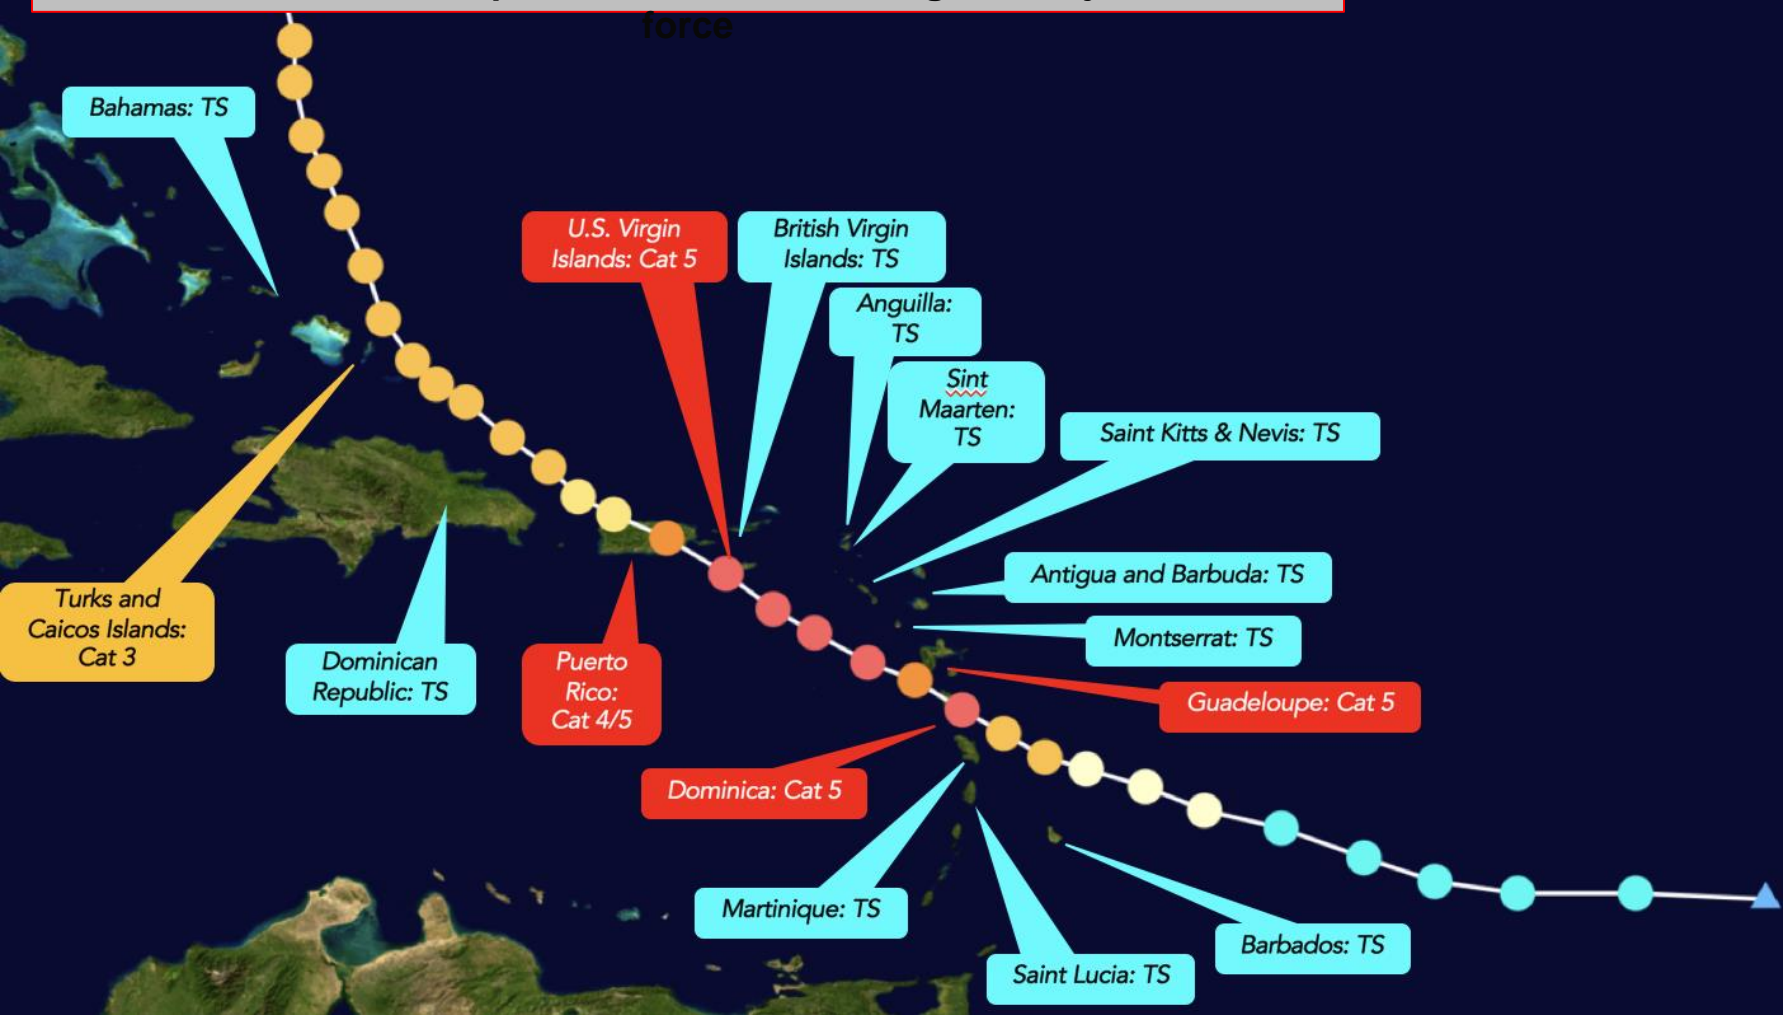 force
Bahamas: TS
U.S. Virgin
Islands: Cat 5
British Virgin
Islands: TS
Anguilla:
TS
Sint
Maarten:
TS
Saint Kitts & Nevis: TS
Antigua and Barbuda: TS
Montserrat: TS
Guadeloupe: Cat 5
Turks and
Caicos Islands:
Cat 3
Dominican
Republic: TS
Puerto
Rico:
Cat 4/5
Dominica: Cat 5
Martinique: TS
Saint Lucia: TS
Barbados: TS